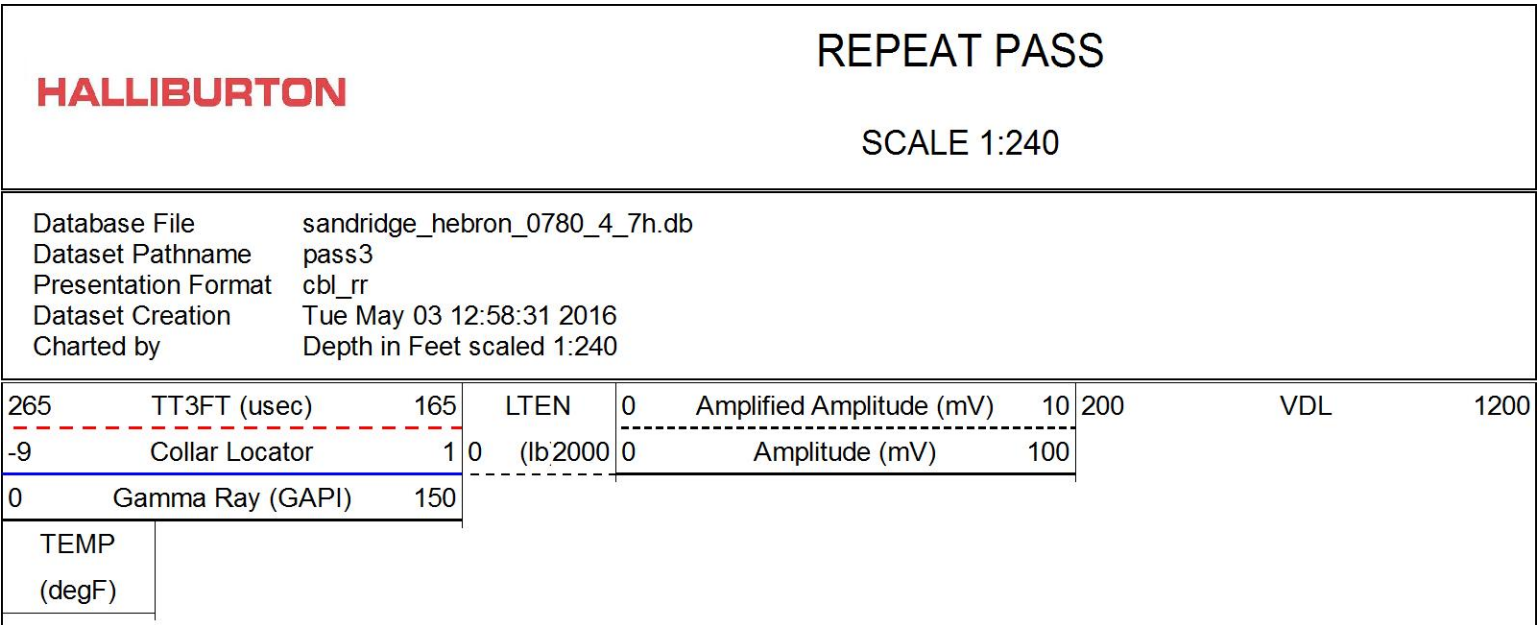 HALLIBURTON
REPEAT PASS
SCALE 1:240
Database File sandridge_hebron_0780_4_7h.db
Dataset Pathname pass3
Presentation Format cbl_rr
Dataset Creation Tue May 03 12:58:31 2016
Charted by Depth in Feet scaled 1:240
265 TT3FT (usec) 165 LTEN 0 Amplified Amplitude (mV) 10 200 VDL 1200
-9 Collar Locator 1 0 (lb) 2000 0 Amplitude (mV) 100
0 Gamma Ray (GAPI) 150
TEMP
(degF)